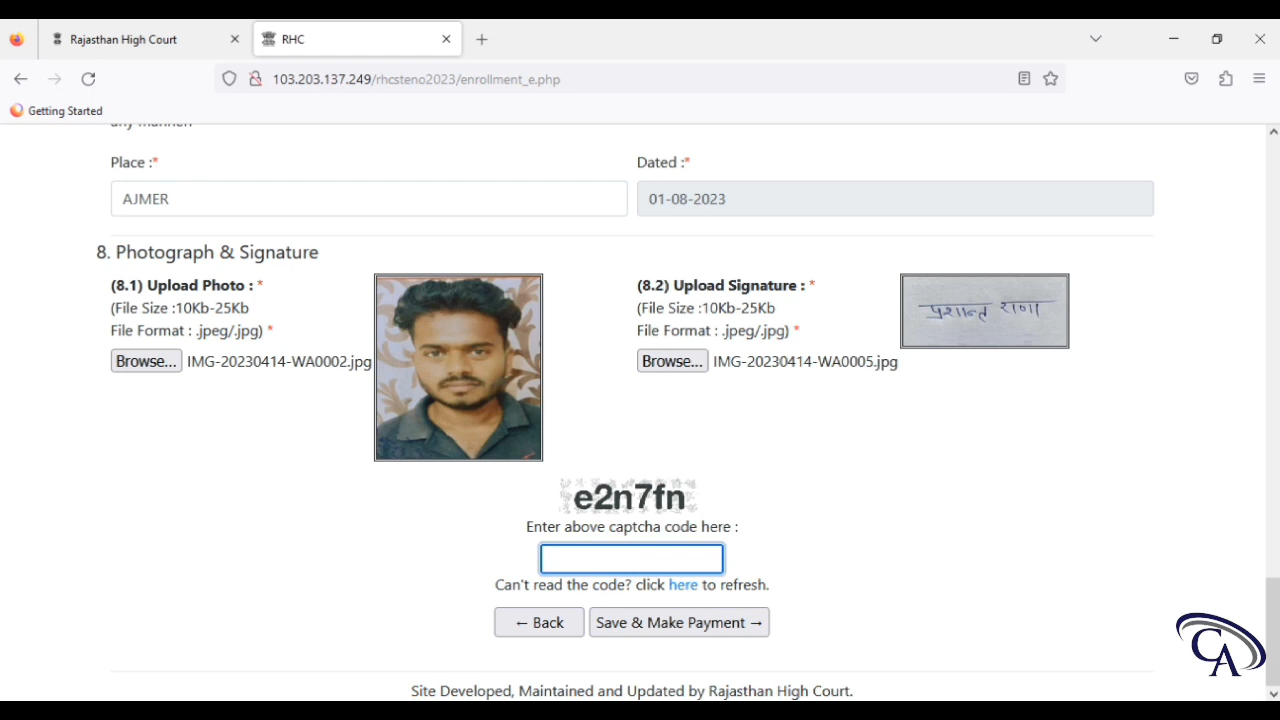 Rajasthan High Court
RHC
103.203.137.249/rhcsteno2023/enrollment_e.php
Getting Started
any manner.
Place :*
Dated :*
AJMER
01-08-2023
8. Photograph & Signature
(8.1) Upload Photo : *
(File Size :10Kb-25Kb
File Format : .jpeg/.jpg) *
Browse... IMG-20230414-WA0002.jpg
(8.2) Upload Signature : *
(File Size :10Kb-25Kb
File Format : .jpeg/.jpg) *
Browse... IMG-20230414-WA0005.jpg
प्रशान्त राणा
e2n7fn
Enter above captcha code here :
Can't read the code? click here to refresh.
← Back
Save & Make Payment →
CA
Site Developed, Maintained and Updated by Rajasthan High Court.